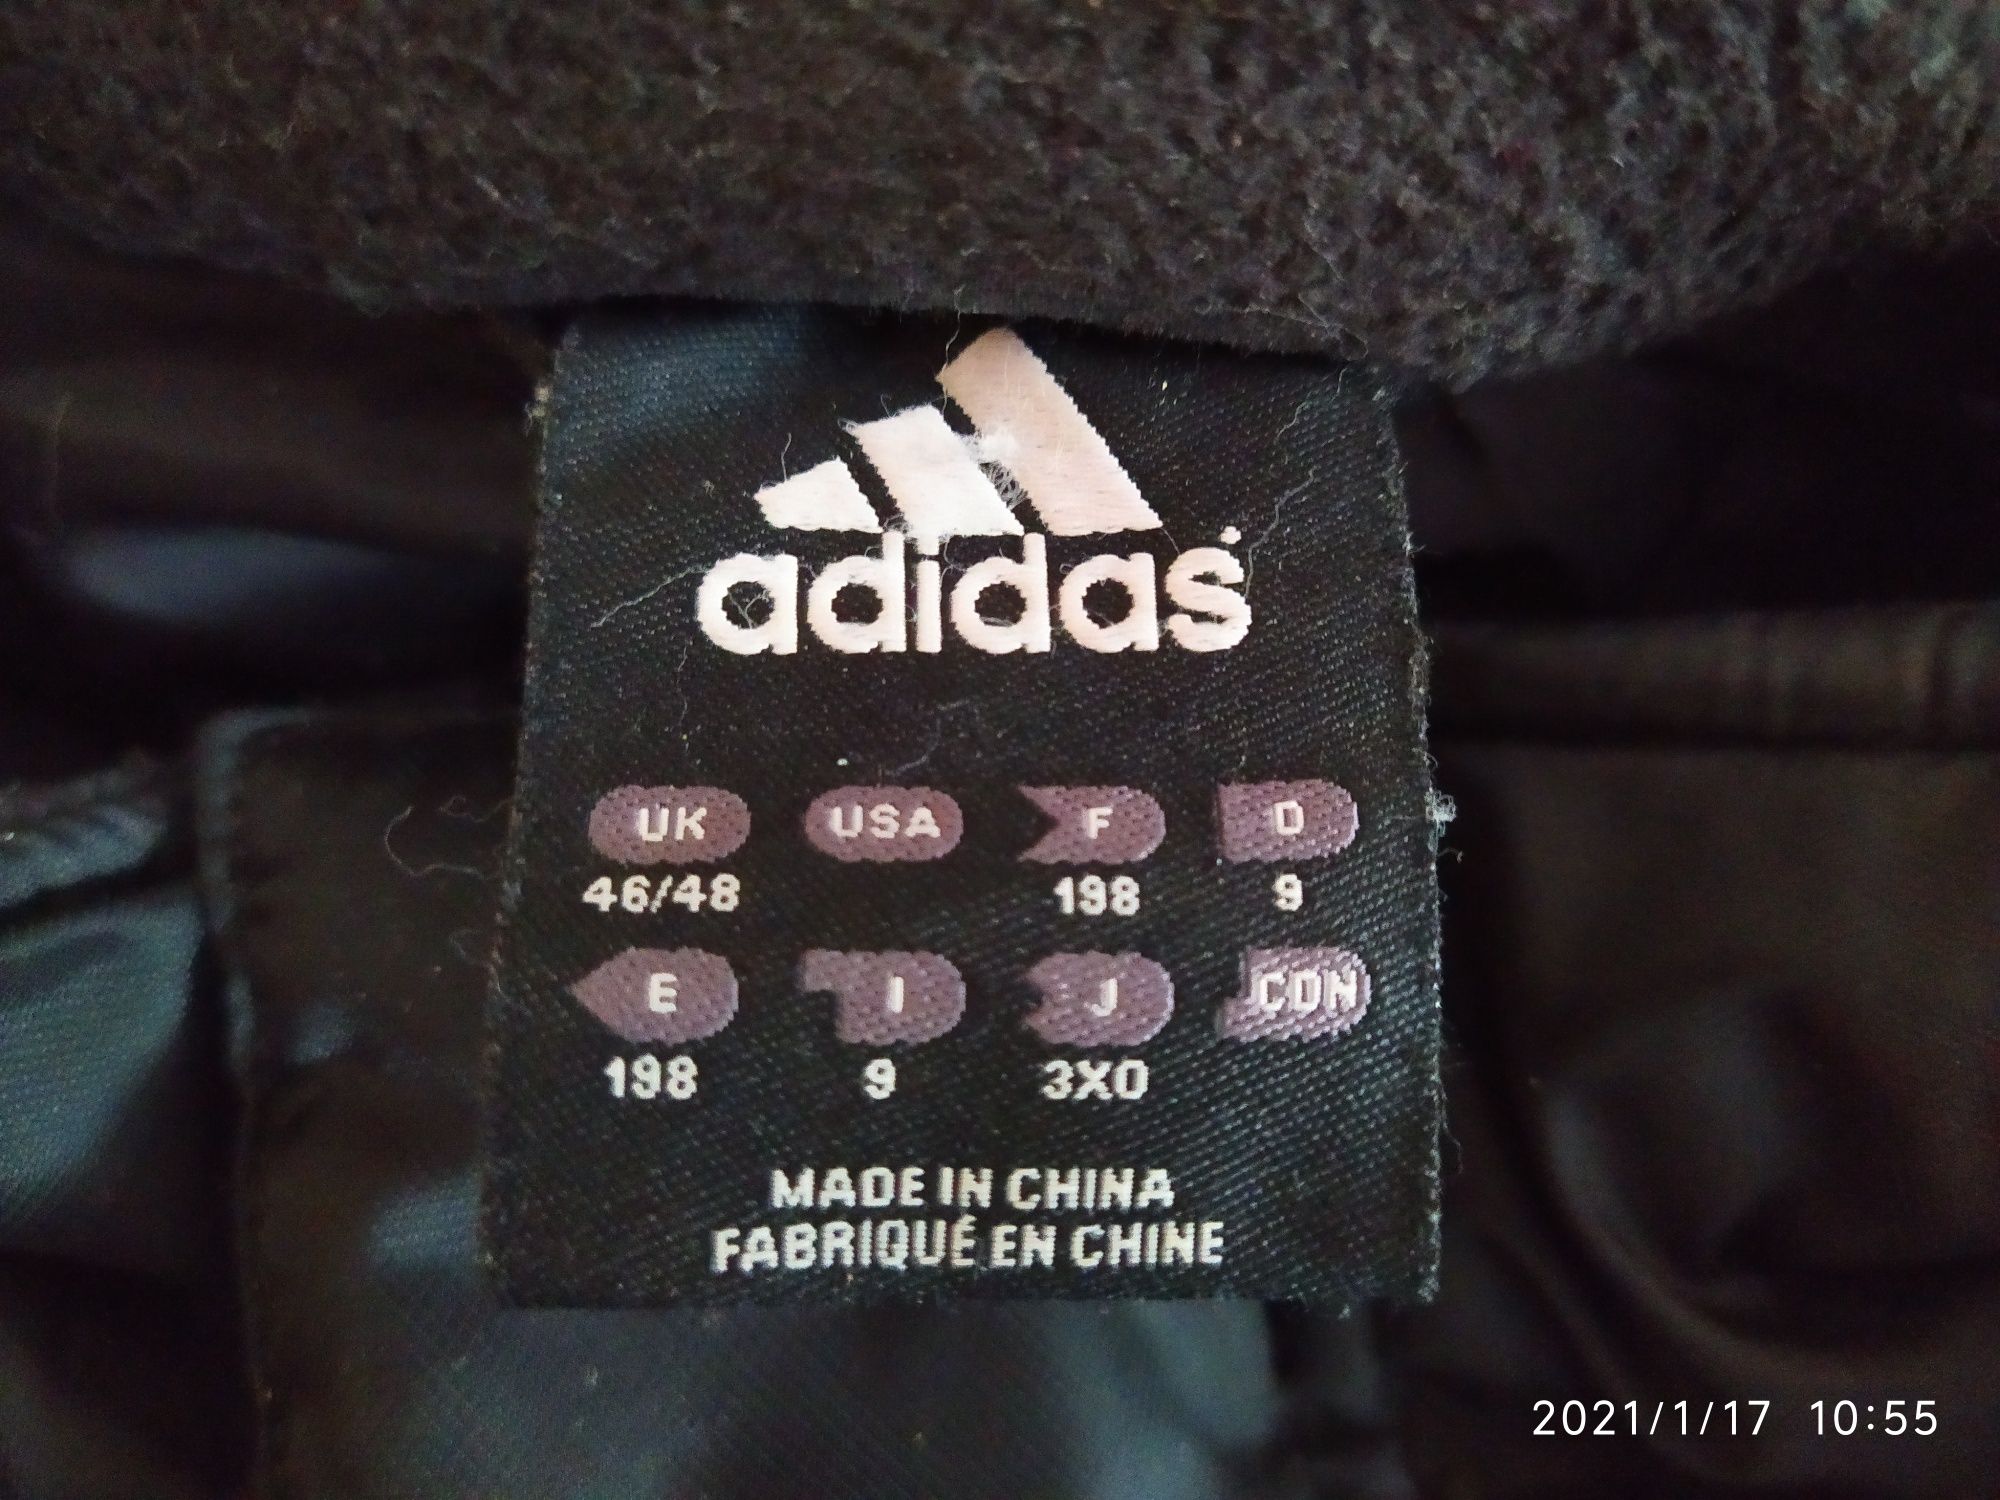 adidas
UK USA F D
46/48 198 9
E I J CDN
198 9 3XO
MADE IN CHINA
FABRIQUÉ EN CHINE
2021/1/17 10:55